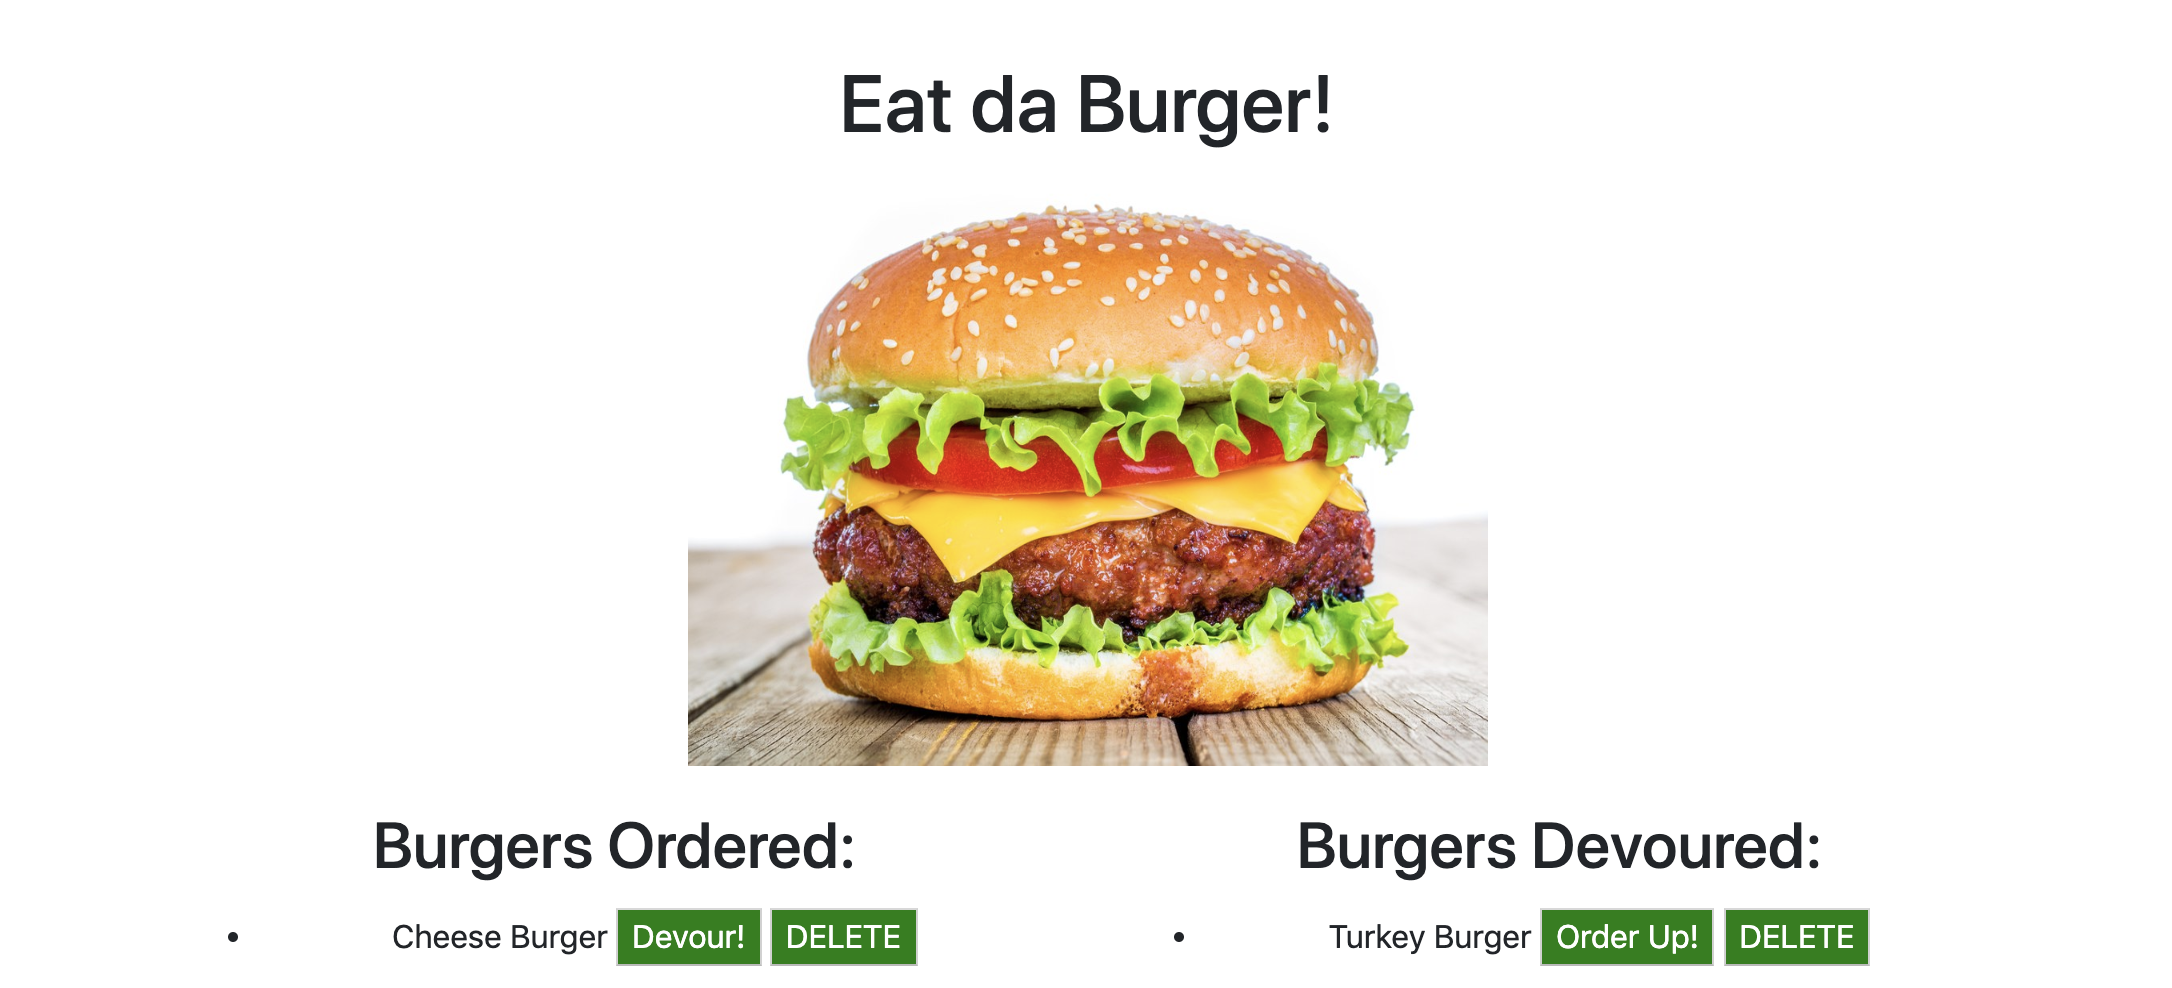 Eat da Burger!
Burgers Ordered:
Cheese Burger Devour! DELETE
Burgers Devoured:
Turkey Burger Order Up! DELETE